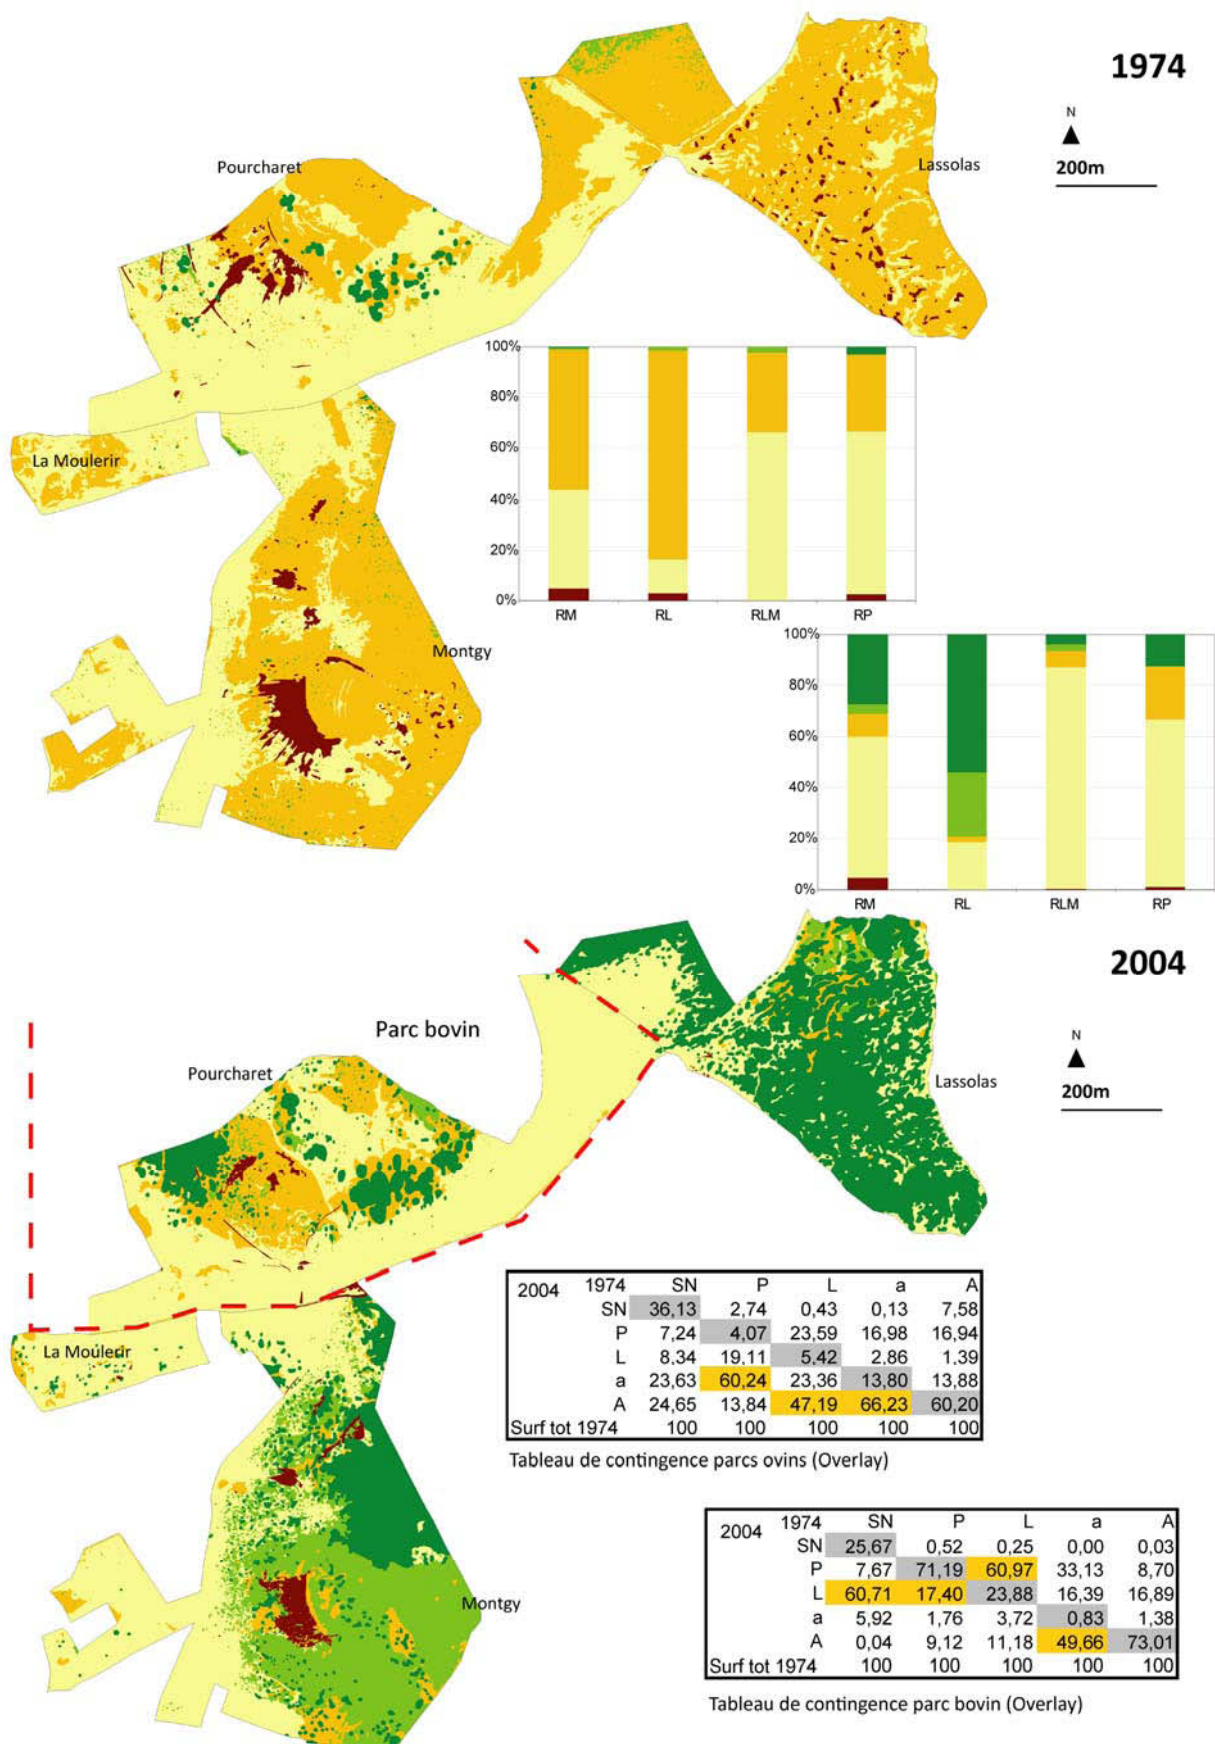 1974
N
200m
Pourcharet
Lassolas
La Moulerir
Montgy
100%
80%
60%
40%
20%
0%
RM RL RLM RP
100%
80%
60%
40%
20%
0%
RM RL RLM RP
2004
N
200m
Parc bovin
Pourcharet
Lassolas
La Moulerir
Montgy
2004 1974 SN P L a A
SN 36,13 2,74 0,43 0,13 7,58
P 7,24 4,07 23,59 16,98 16,94
L 8,34 19,11 5,42 2,86 1,39
a 23,63 60,24 23,36 13,80 13,88
A 24,65 13,84 47,19 66,23 60,20
Surf tot 1974 100 100 100 100 100
Tableau de contingence parcs ovins (Overlay)
2004 1974 SN P L a A
SN 25,67 0,52 0,25 0,00 0,03
P 7,67 71,19 60,97 33,13 8,70
L 60,71 17,40 23,88 16,39 16,89
a 5,92 1,76 3,72 0,83 1,38
A 0,04 9,12 11,18 49,66 73,01
Surf tot 1974 100 100 100 100 100
Tableau de contingence parc bovin (Overlay)